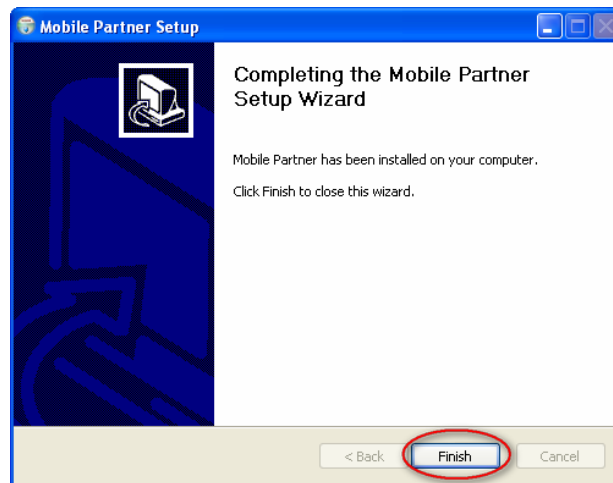 Mobile Partner Setup
Completing the Mobile Partner
Setup Wizard
Mobile Partner has been installed on your computer.
Click Finish to close this wizard.
< Back
Finish
Cancel